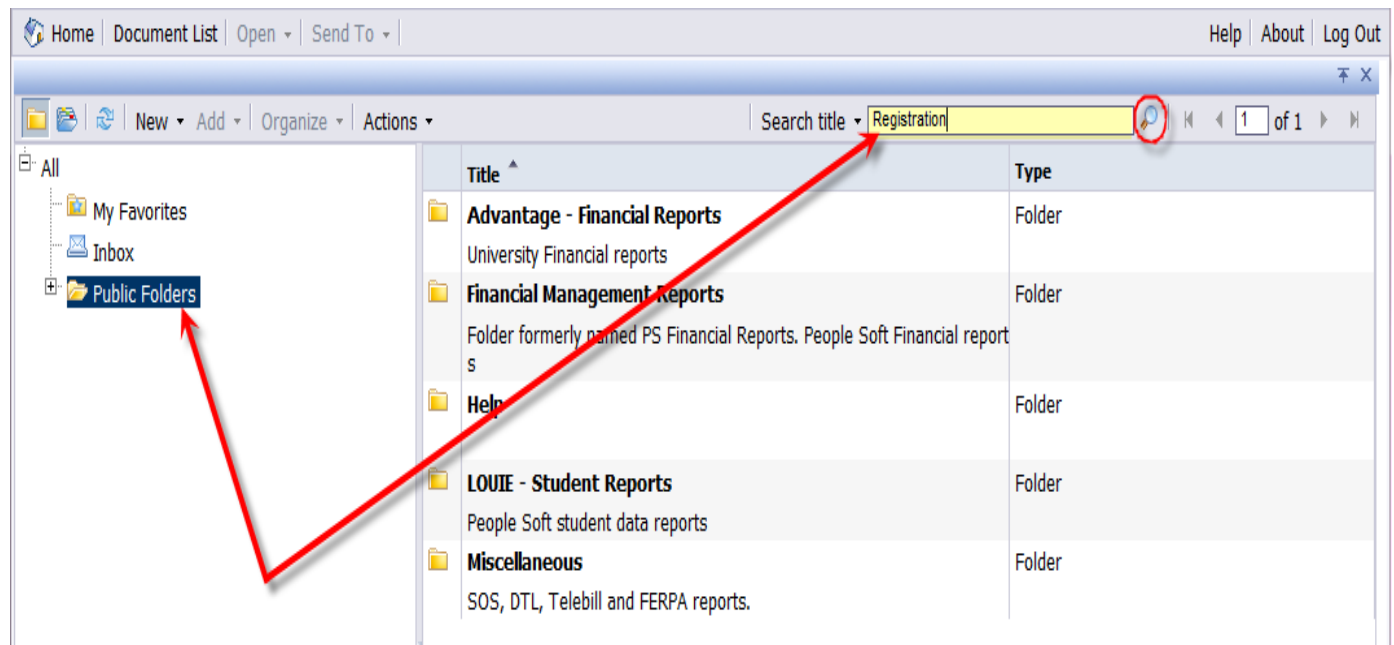 Home Document List Open Send To Help About Log Out
New Add Organize Actions Search title Registration 1 of 1
All
My Favorites
Inbox
Public Folders
Title Type
Advantage - Financial Reports Folder
University Financial reports
Financial Management Reports Folder
Folder formerly named PS Financial Reports. People Soft Financial report
s
Help Folder
LOUIE - Student Reports Folder
People Soft student data reports
Miscellaneous Folder
SOS, DTL, Telebill and FERPA reports.